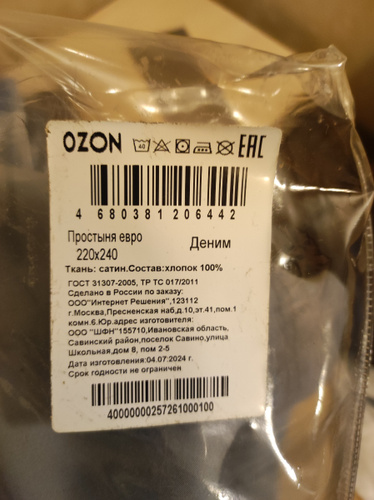 OZON 40 EAC
4 680381 206442
Простыня евро
220x240
Деним
Ткань: сатин.Состав:хлопок 100%
ГОСТ 31307-2005, ТР ТС 017/2011
Сделано в России по заказу:
ООО"Интернет Решения",123112
г.Москва,Пресненская наб.д.10,эт.41,пом.1
комн.6.Юр.адрес изготовителя:
ООО "ШФН"155710,Ивановская область,
Савинский район,поселок Савино,улица
Школьная,дом 8, пом 2-5
Дата изготовления:04.07.2024 г.
Срок годности не ограничен
40000000257261000100